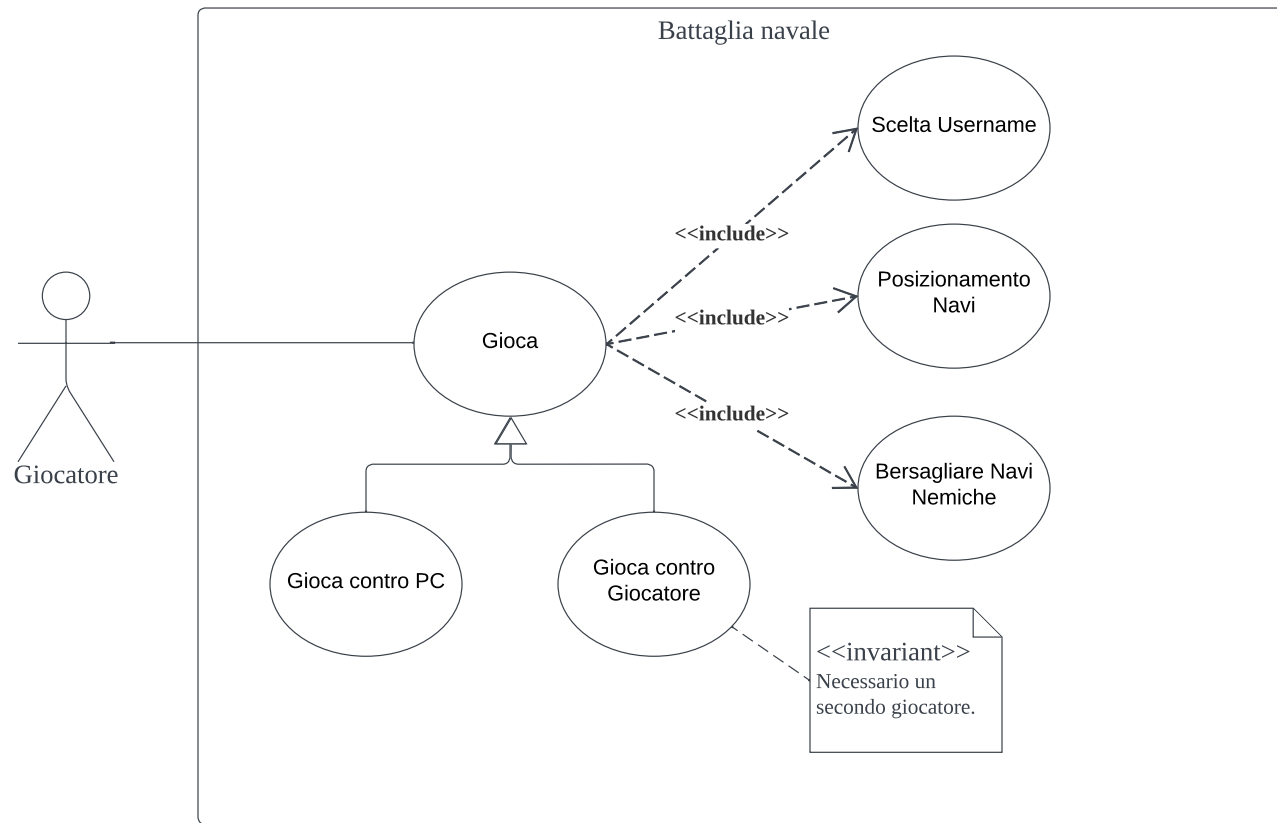 Battaglia navale
Scelta Username
<<include>>
Posizionamento
Navi
<<include>>
Gioca
<<include>>
Bersagliare Navi
Nemiche
Giocatore
Gioca contro PC
Gioca contro
Giocatore
<<invariant>>
Necessario un
secondo giocatore.